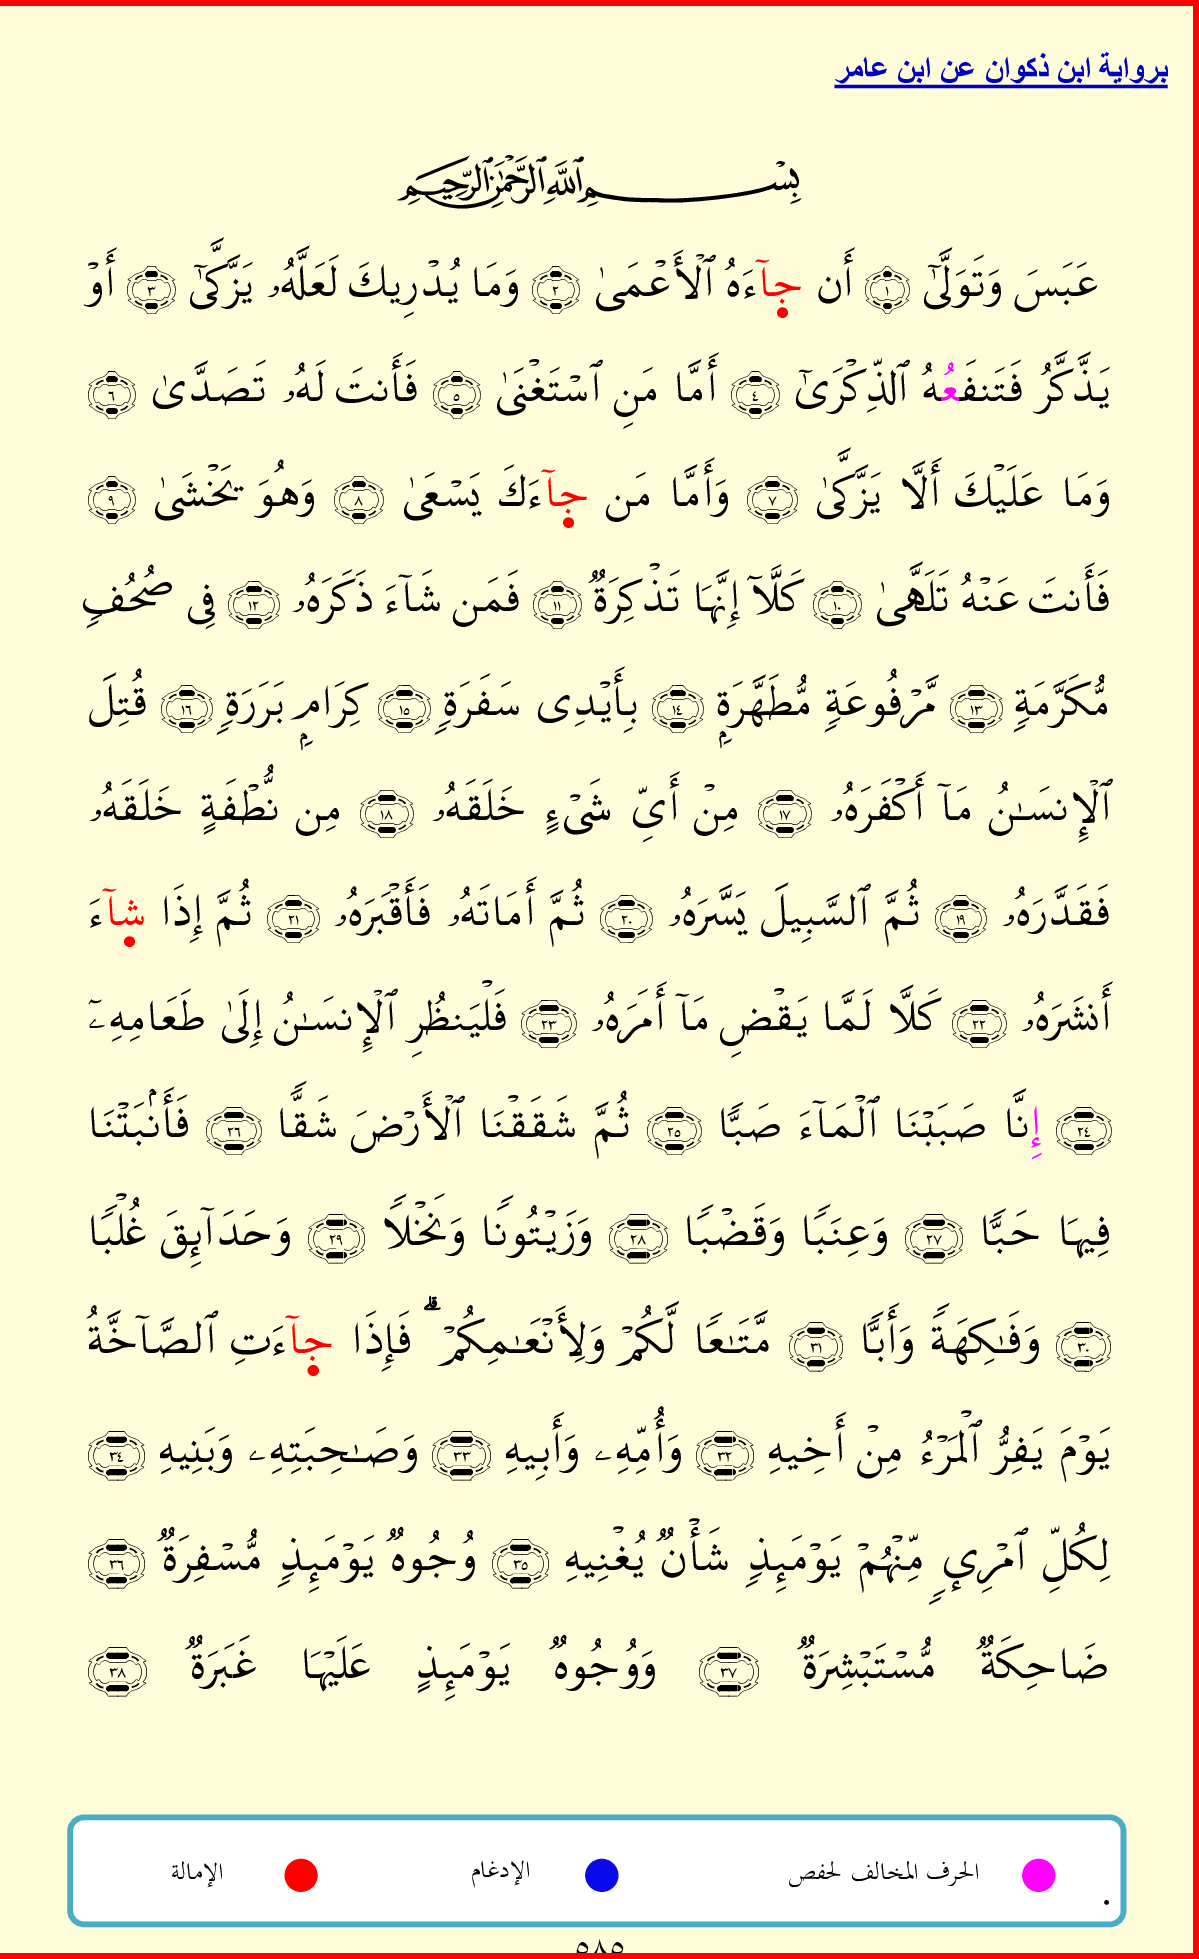 برواية ابن ذكوان عن ابن عامر
بِسْمِ ٱللَّهِ ٱلرَّحْمَٰنِ ٱلرَّحِيمِ
عَبَسَ وَتَوَلَّىٰٓ ١ أَن جَآءَهُ ٱلْأَعْمَىٰ ٢ وَمَا يُدْرِيكَ لَعَلَّهُۥ يَزَّكَّىٰٓ ٣ أَوْ
يَذَّكَّرُ فَتَنفَعُهُ ٱلذِّكْرَىٰٓ ٤ أَمَّا مَنِ ٱسْتَغْنَىٰ ٥ فَأَنتَ لَهُۥ تَصَدَّىٰ ٦
وَمَا عَلَيْكَ أَلَّا يَزَّكَّىٰ ٧ وَأَمَّا مَن جَآءَكَ يَسْعَىٰ ٨ وَهُوَ يَخْشَىٰ ٩
فَأَنتَ عَنْهُ تَلَهَّىٰ ١٠ كَلَّآ إِنَّهَا تَذْكِرَةٌ ١١ فَمَن شَآءَ ذَكَرَهُۥ ١٢ فِى صُحُفٍ
مُّكَرَّمَةٍ ١٣ مَّرْفُوعَةٍ مُّطَهَّرَةٍۭ ١٤ بِأَيْدِى سَفَرَةٍ ١٥ كِرَامٍۭ بَرَرَةٍ ١٦ قُتِلَ
ٱلْإِنسَـٰنُ مَآ أَكْفَرَهُۥ ١٧ مِنْ أَىِّ شَىْءٍ خَلَقَهُۥ ١٨ مِن نُّطْفَةٍ خَلَقَهُۥ
فَقَدَّرَهُۥ ١٩ ثُمَّ ٱلسَّبِيلَ يَسَّرَهُۥ ٢٠ ثُمَّ أَمَاتَهُۥ فَأَقْبَرَهُۥ ٢١ ثُمَّ إِذَا شَآءَ
أَنشَرَهُۥ ٢٢ كَلَّا لَمَّا يَقْضِ مَآ أَمَرَهُۥ ٢٣ فَلْيَنظُرِ ٱلْإِنسَـٰنُ إِلَىٰ طَعَامِهِۦٓ
٢٤ إِنَّا صَبَبْنَا ٱلْمَآءَ صَبًّا ٢٥ ثُمَّ شَقَقْنَا ٱلْأَرْضَ شَقًّا ٢٦ فَأَنۢبَتْنَا
فِيهَا حَبًّا ٢٧ وَعِنَبًا وَقَضْبًا ٢٨ وَزَيْتُونًا وَنَخْلًا ٢٩ وَحَدَآئِقَ غُلْبًا
٣٠ وَفَـٰكِهَةً وَأَبًّا ٣١ مَّتَـٰعًا لَّكُمْ وَلِأَنْعَـٰمِكُمْ ۗ فَإِذَا جَآءَتِ ٱلصَّآخَّةُ
يَوْمَ يَفِرُّ ٱلْمَرْءُ مِنْ أَخِيهِ ٣٢ وَأُمِّهِۦ وَأَبِيهِ ٣٣ وَصَـٰحِبَتِهِۦ وَبَنِيهِ ٣٤
لِكُلِّ ٱمْرِئٍ مِّنْهُمْ يَوْمَئِذٍ شَأْنٌ يُغْنِيهِ ٣٥ وُجُوهٌ يَوْمَئِذٍ مُّسْفِرَةٌ ٣٦
ضَاحِكَةٌ مُّسْتَبْشِرَةٌ ٣٧ وَوُجُوهٌ يَوْمَئِذٍ عَلَيْهَا غَبَرَةٌ ٣٨
الحرف المخالف لحفص الإدغام الإمالة
.
٥٨٥